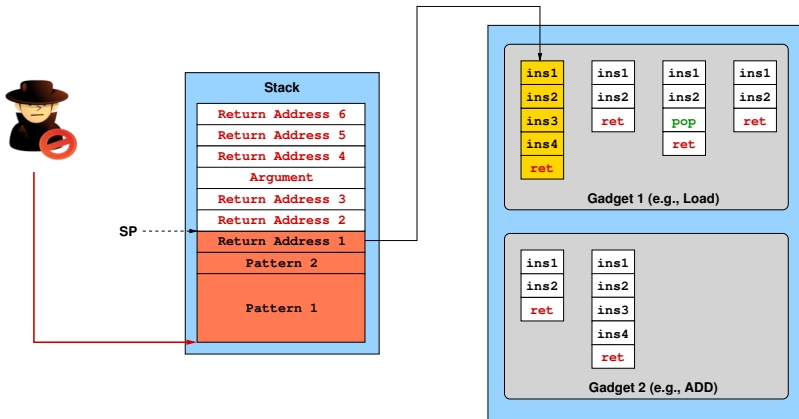 Stack
Return Address 6
Return Address 5
Return Address 4
Argument
Return Address 3
Return Address 2
SP
Return Address 1
Pattern 2
Pattern 1
ins1
ins2
ins3
ins4
ret
ins1
ins2
ret
ins1
ins2
pop
ret
ins1
ins2
ret
Gadget 1 (e.g., Load)
ins1
ins2
ret
ins1
ins2
ins3
ins4
ret
Gadget 2 (e.g., ADD)